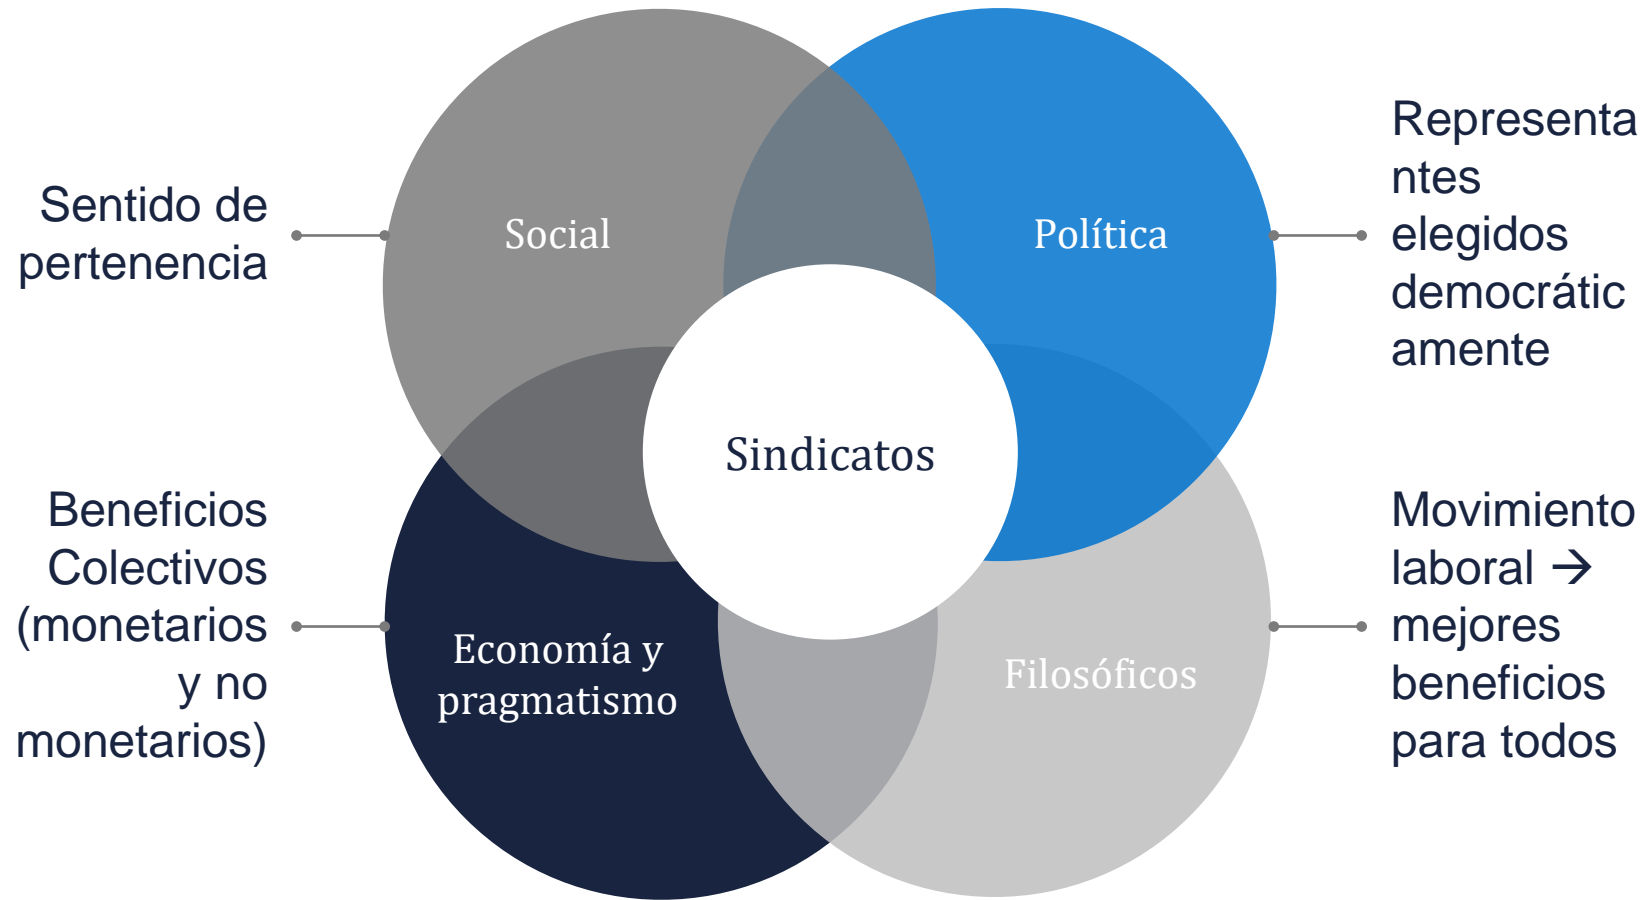 Sentido de
pertenencia
Social
Política
Representa
ntes
elegidos
democrátic
amente
Sindicatos
Beneficios
Colectivos
(monetarios
y no
monetarios)
Economía y
pragmatismo
Filosóficos
Movimiento
laboral →
mejores
beneficios
para todos